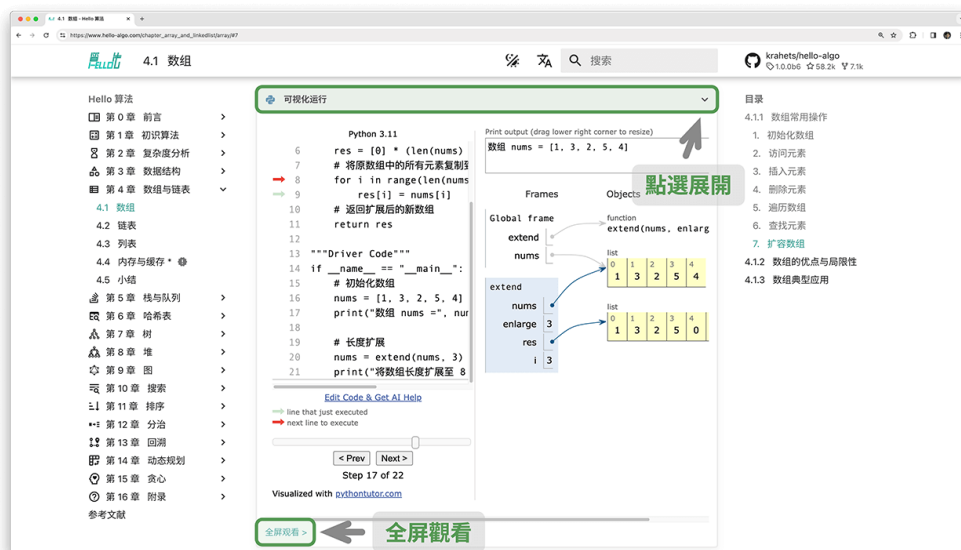 4.1 数组 - Hello 算法
https://www.hello-algo.com/chapter_array_and_linkedlist/array/#7
HELLO算法
4.1 数组
搜索
krahets/hello-algo
1.0.0b6 58.2k 7.1k
Hello 算法
第 0 章 前言
第 1 章 初识算法
第 2 章 复杂度分析
第 3 章 数据结构
第 4 章 数组与链表
4.1 数组
4.2 链表
4.3 列表
4.4 内存与缓存 *
4.5 小结
第 5 章 栈与队列
第 6 章 哈希表
第 7 章 树
第 8 章 堆
第 9 章 图
第 10 章 搜索
第 11 章 排序
第 12 章 分治
第 13 章 回溯
第 14 章 动态规划
第 15 章 贪心
第 16 章 附录
参考文献
可视化运行
Python 3.11
6 res = [0] * (len(nums)
7 # 将原数组中的所有元素复制到
8 for i in range(len(nums
9 res[i] = nums[i]
10 # 返回扩展后的新数组
11 return res
12
13 """Driver Code"""
14 if __name__ == "__main__":
15 # 初始化数组
16 nums = [1, 3, 2, 5, 4]
17 print("数组 nums =", num
18
19 # 长度扩展
20 nums = extend(nums, 3)
21 print("将数组长度扩展至 8
Edit Code & Get AI Help
line that just executed
next line to execute
< Prev Next >
Step 17 of 22
Visualized with pythontutor.com
全屏观看 >
全屏觀看
Print output (drag lower right corner to resize)
数组 nums = [1, 3, 2, 5, 4]
點選展開
Frames Objects
Global frame
extend
nums
function
extend(nums, enlarg
list
0 1 2 3 4
1 3 2 5 4
extend
nums
enlarge 3
res
i 3
list
0 1 2 3 4
1 3 2 5 0
目录
4.1.1 数组常用操作
1. 初始化数组
2. 访问元素
3. 插入元素
4. 删除元素
5. 遍历数组
6. 查找元素
7. 扩容数组
4.1.2 数组的优点与局限性
4.1.3 数组典型应用